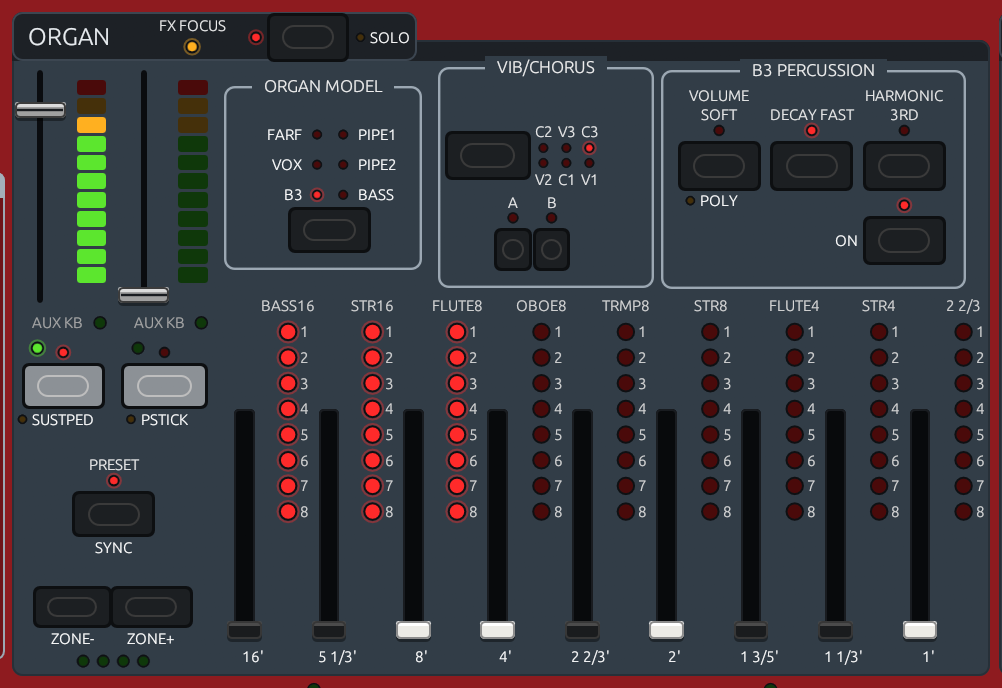 ORGAN
FX FOCUS
SOLO
ORGAN MODEL
FARF PIPE1
VOX PIPE2
B3 BASS
VIB/CHORUS
C2 V3 C3
V2 C1 V1
A B
B3 PERCUSSION
VOLUME
SOFT
DECAY FAST
HARMONIC
3RD
POLY
ON
AUX KB AUX KB
SUSTPED PSTICK
PRESET
SYNC
ZONE- ZONE+
BASS16 STR16 FLUTE8 OBOE8 TRMP8 STR8 FLUTE4 STR4 2 2/3
1 1 1 1 1 1 1 1 1
2 2 2 2 2 2 2 2 2
3 3 3 3 3 3 3 3 3
4 4 4 4 4 4 4 4 4
5 5 5 5 5 5 5 5 5
6 6 6 6 6 6 6 6 6
7 7 7 7 7 7 7 7 7
8 8 8 8 8 8 8 8 8
16' 5 1/3' 8' 4' 2 2/3' 2' 1 3/5' 1 1/3' 1'